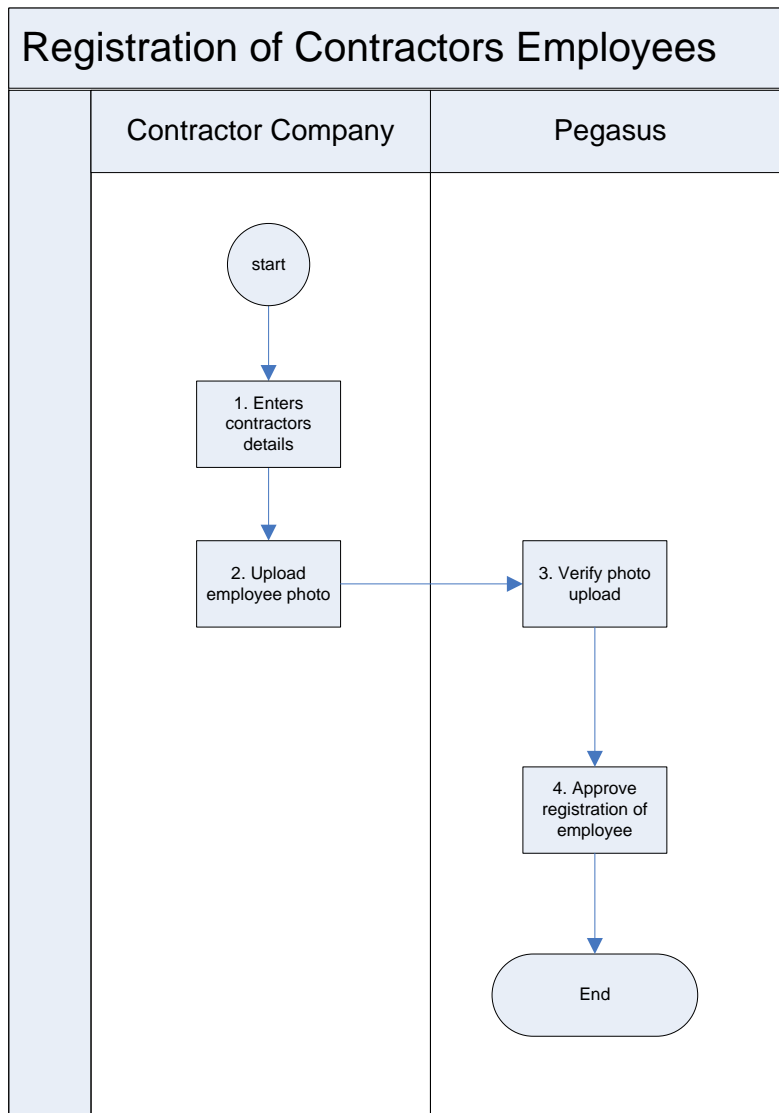 Registration of Contractors Employees
Contractor Company
Pegasus
start
1. Enters
contractors
details
2. Upload
employee photo
3. Verify photo
upload
4. Approve
registration of
employee
End